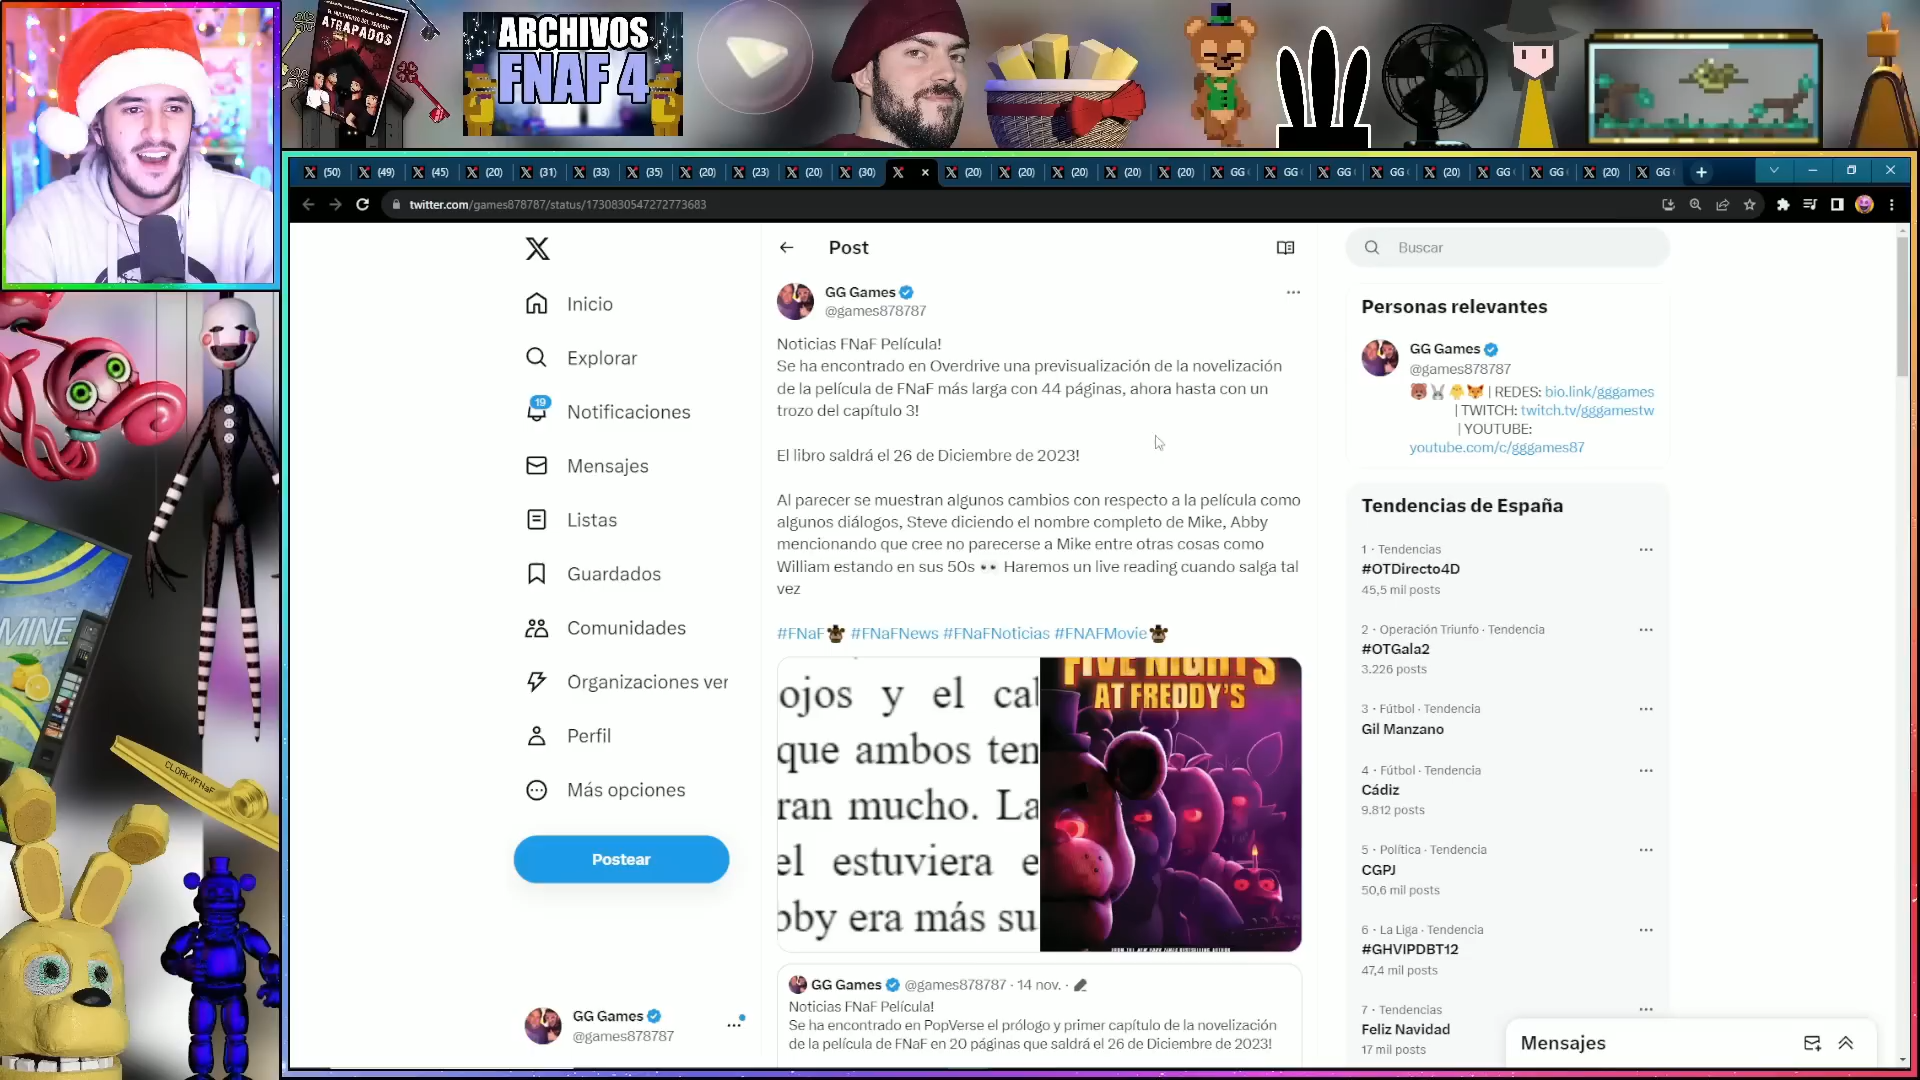 EL NACIMIENTO DEL TERROR
ATRAPADOS
ARCHIVOS
FNAF 4
(50)
(49)
(45)
(20)
(31)
(33)
(35)
(20)
(23)
(20)
(30)
(20)
(20)
(20)
(20)
(20)
GG
GG
GG
GG
(20)
GG
GG
(20)
GG
twitter.com/games878787/status/1730830547272773683
Inicio
Explorar
19
Notificaciones
Mensajes
Listas
Guardados
Comunidades
Organizaciones ver
Perfil
Más opciones
Postear
GG Games
@games878787
Post
GG Games
@games878787
Noticias FNaF Película!
Se ha encontrado en Overdrive una previsualización de la novelización
de la película de FNaF más larga con 44 páginas, ahora hasta con un
trozo del capítulo 3!
El libro saldrá el 26 de Diciembre de 2023!
Al parecer se muestran algunos cambios con respecto a la película como
algunos diálogos, Steve diciendo el nombre completo de Mike, Abby
mencionando que cree no parecerse a Mike entre otras cosas como
William estando en sus 50s 👀 Haremos un live reading cuando salga tal
vez
#FNaF #FNaFNews #FNaFNoticias #FNAFMovie
ojos y el cal
que ambos ten
ran mucho. La
el estuviera e
bby era más su
FIVE NIGHTS
AT FREDDY'S
GG Games @games878787 · 14 nov. ·
Noticias FNaF Película!
Se ha encontrado en PopVerse el prólogo y primer capítulo de la novelización
de la película de FNaF en 20 páginas que saldrá el 26 de Diciembre de 2023!
Buscar
Personas relevantes
GG Games
@games878787
🐻🐰🐥🦊 | REDES: bio.link/gggames
| TWITCH: twitch.tv/gggamestw
| YOUTUBE:
youtube.com/c/gggames87
Tendencias de España
1 · Tendencias
#OTDirecto4D
45,5 mil posts
2 · Operación Triunfo · Tendencia
#OTGala2
3.226 posts
3 · Fútbol · Tendencia
Gil Manzano
4 · Fútbol · Tendencia
Cádiz
9.812 posts
5 · Política · Tendencia
CGPJ
50,6 mil posts
6 · La Liga · Tendencia
#GHVIPDBT12
47,4 mil posts
7 · Tendencias
Feliz Navidad
17 mil posts
Mensajes
MINE
CLORK#FNaF